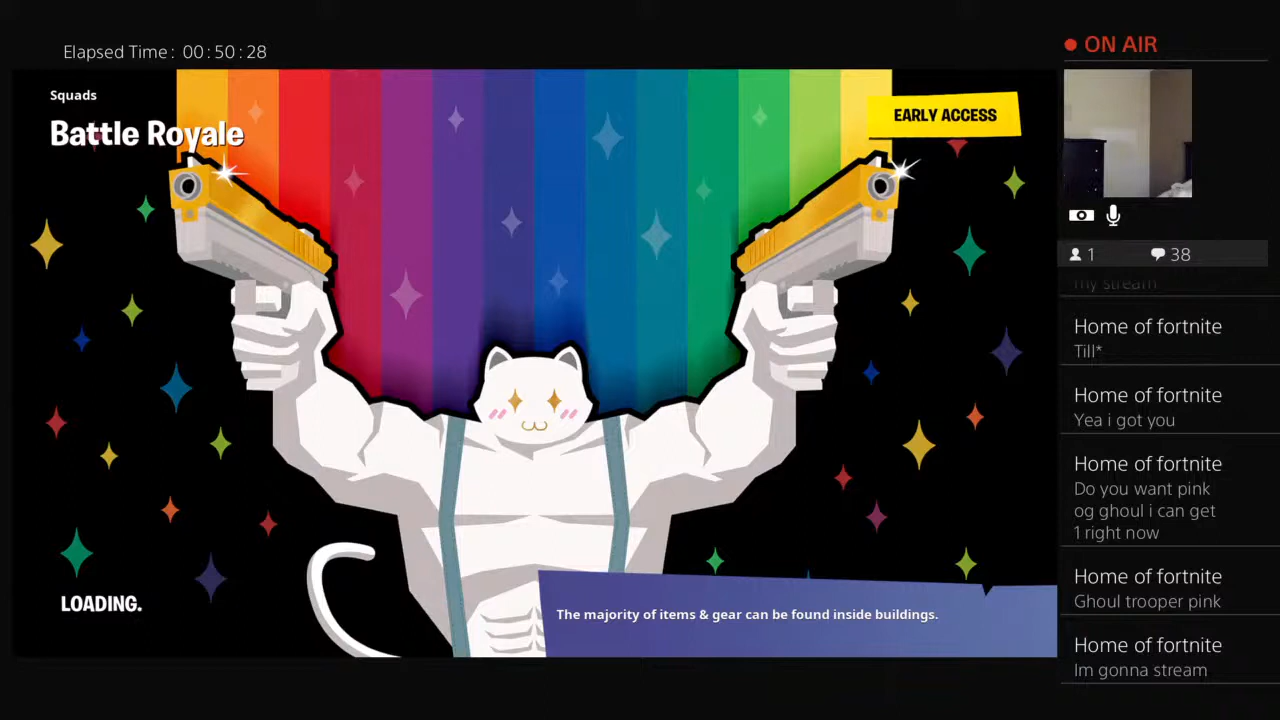 Elapsed Time: 00:50:28
ON AIR
Squads
Battle Royale
EARLY ACCESS
1
38
my stream
Home of fortnite
Till*
Home of fortnite
Yea i got you
Home of fortnite
Do you want pink
og ghoul i can get
1 right now
Home of fortnite
Ghoul trooper pink
Home of fortnite
Im gonna stream
LOADING.
The majority of items & gear can be found inside buildings.